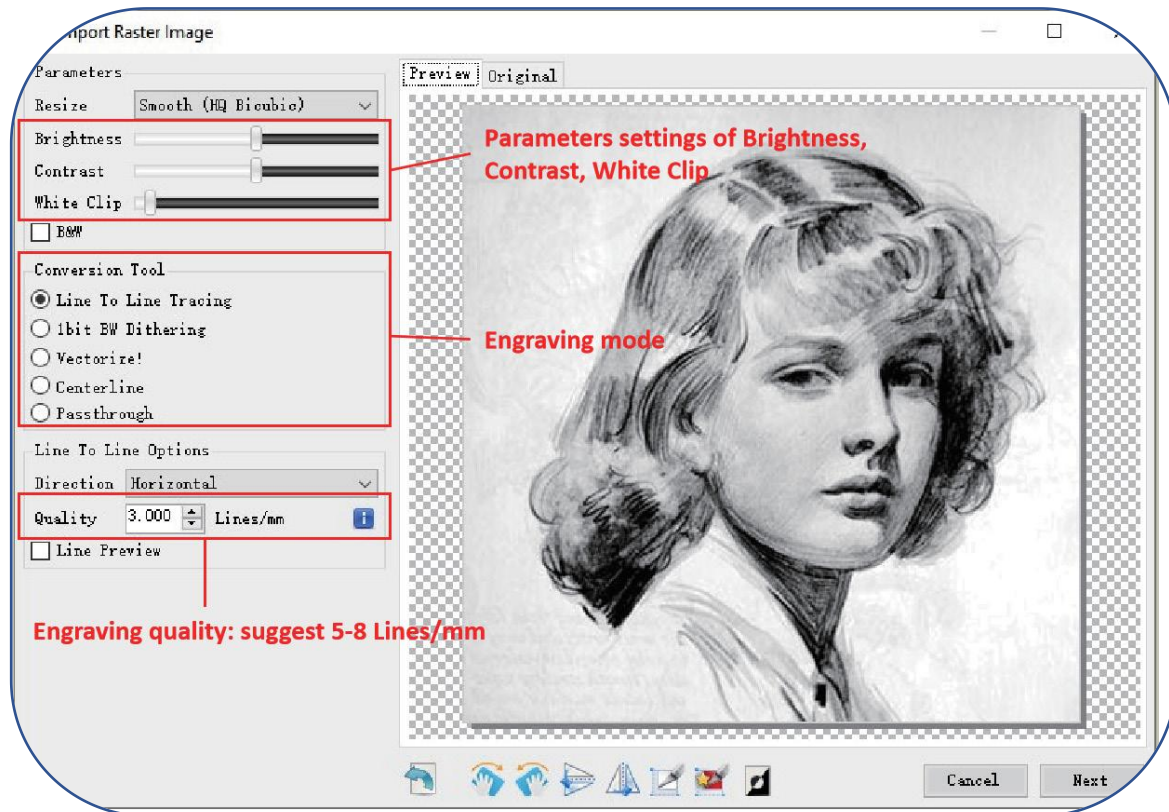 mport Raster Image
Parameters
Resize Smooth (HQ Bicubic)
Brightness
Contrast
White Clip
B&W
Conversion Tool
Line To Line Tracing
1bit BW Dithering
Vectorize!
Centerline
Passthrough
Line To Line Options
Direction Horizontal
Quality 3.000 Lines/mm
Line Preview
Engraving quality: suggest 5-8 Lines/mm
Preview Original
Parameters settings of Brightness,
Contrast, White Clip
Engraving mode
Cancel Next